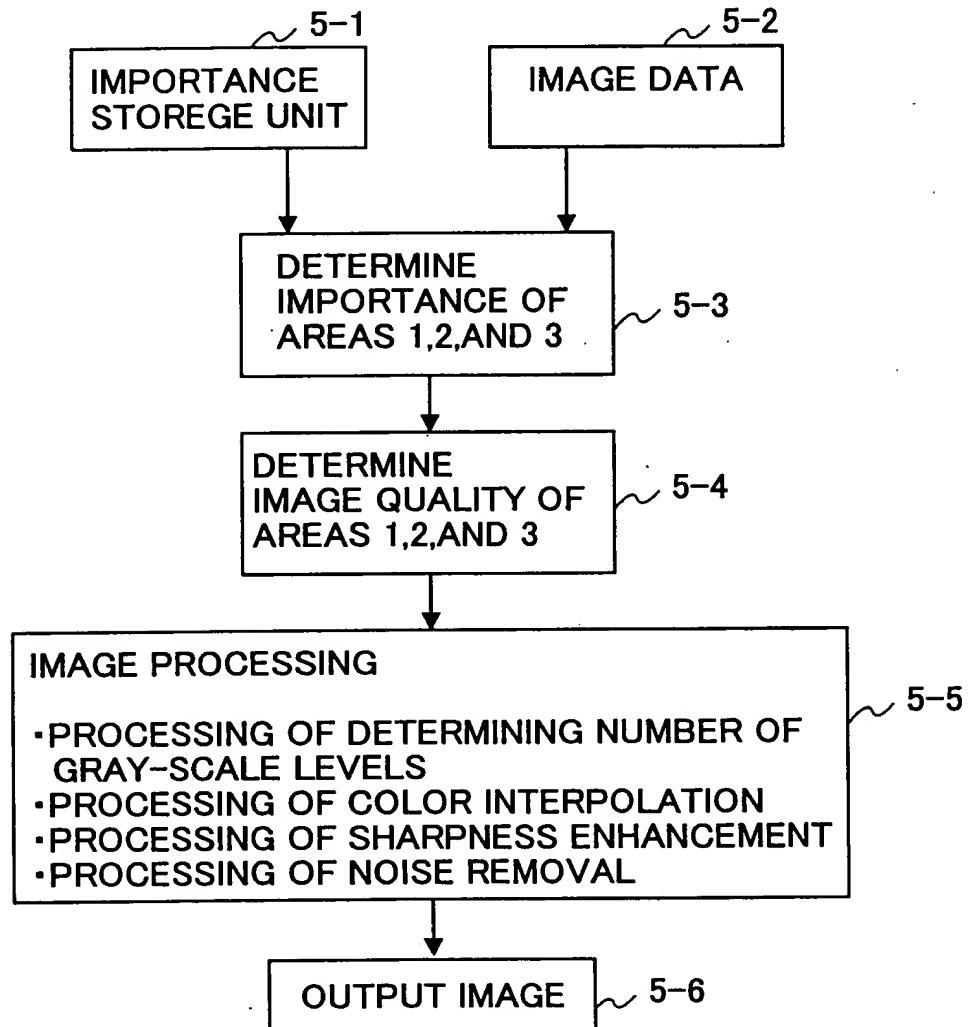 5-1
5-2
IMPORTANCE
STOREGE UNIT
IMAGE DATA
DETERMINE
IMPORTANCE OF
AREAS 1,2,AND 3
5-3
DETERMINE
IMAGE QUALITY OF
AREAS 1,2,AND 3
5-4
IMAGE PROCESSING
5-5
・PROCESSING OF DETERMINING NUMBER OF
GRAY-SCALE LEVELS
・PROCESSING OF COLOR INTERPOLATION
・PROCESSING OF SHARPNESS ENHANCEMENT
・PROCESSING OF NOISE REMOVAL
OUTPUT IMAGE
5-6